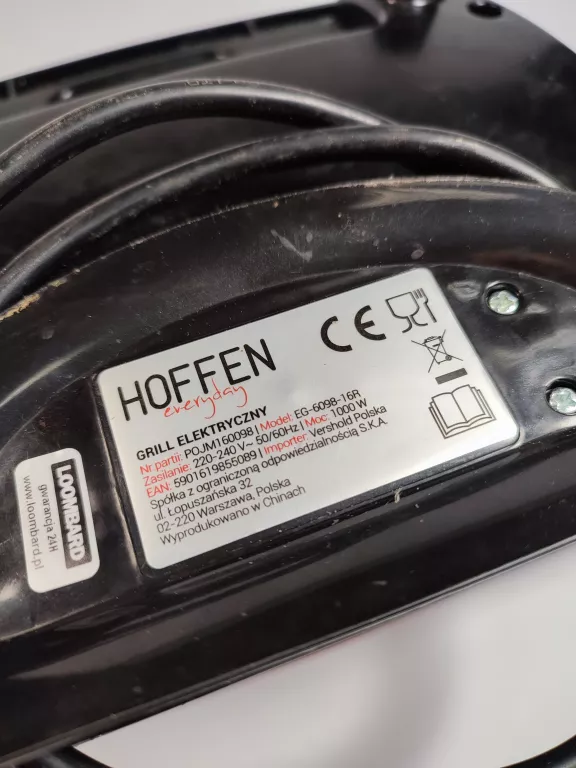 HOFFEN
everyday
CE
GRILL ELEKTRYCZNY
Nr partii: POJM160098 | Model: EG-6098-16R
Zasilanie: 220-240 V~ 50/60Hz | Moc: 1000 W
EAN: 5901619855089 | Importer: Vershold Polska
Spółka z ograniczoną odpowiedzialnością S.K.A.
ul. Łopuszańska 32
02-220 Warszawa, Polska
Wyprodukowano w Chinach
LOOMBARD
gwarancja 24H
www.loombard.pl